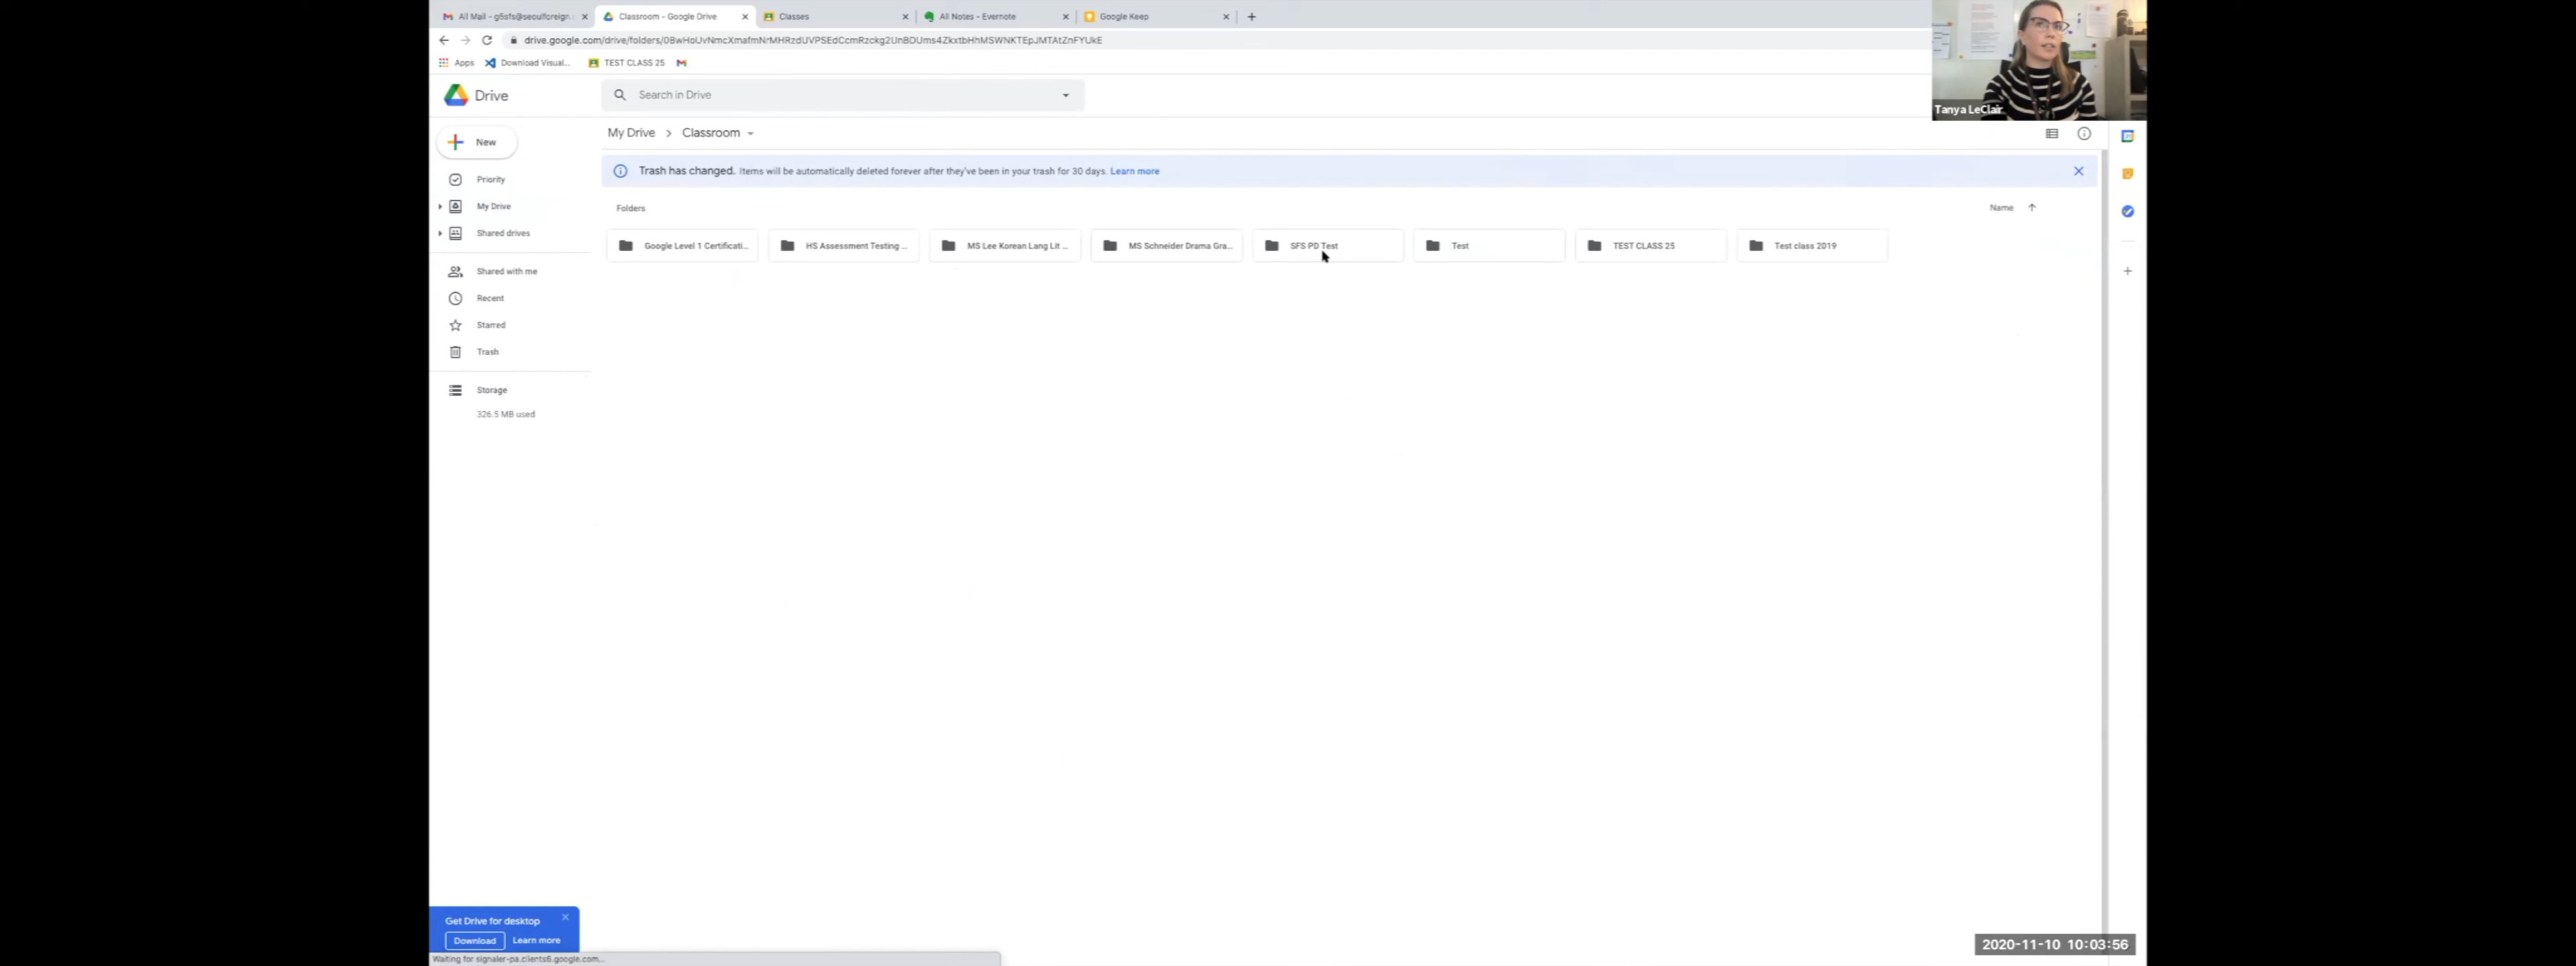 All Mail - g5sfs@seoulforeign.
Classroom - Google Drive
Classes
All Notes - Evernote
Google Keep
drive.google.com/drive/folders/0BwHoUvNmcXmafmNrMHRzdUVPSEdCcmRzckg2UnBDUms4ZkxtbHhMSWNKTEpJMTAtZnFYUkE
Apps
Download Visual...
TEST CLASS 25
Tanya LeClair
Drive
Search in Drive
New
My Drive > Classroom
Trash has changed. Items will be automatically deleted forever after they've been in your trash for 30 days. Learn more
Priority
My Drive
Shared drives
Shared with me
Recent
Starred
Trash
Storage
326.5 MB used
Folders
Name
Google Level 1 Certificati...
HS Assessment Testing ...
MS Lee Korean Lang Lit ...
MS Schneider Drama Gra...
SFS PD Test
Test
TEST CLASS 25
Test class 2019
Get Drive for desktop
Download
Learn more
Waiting for signaler-pa.clients6.google.com...
2020-11-10 10:03:56